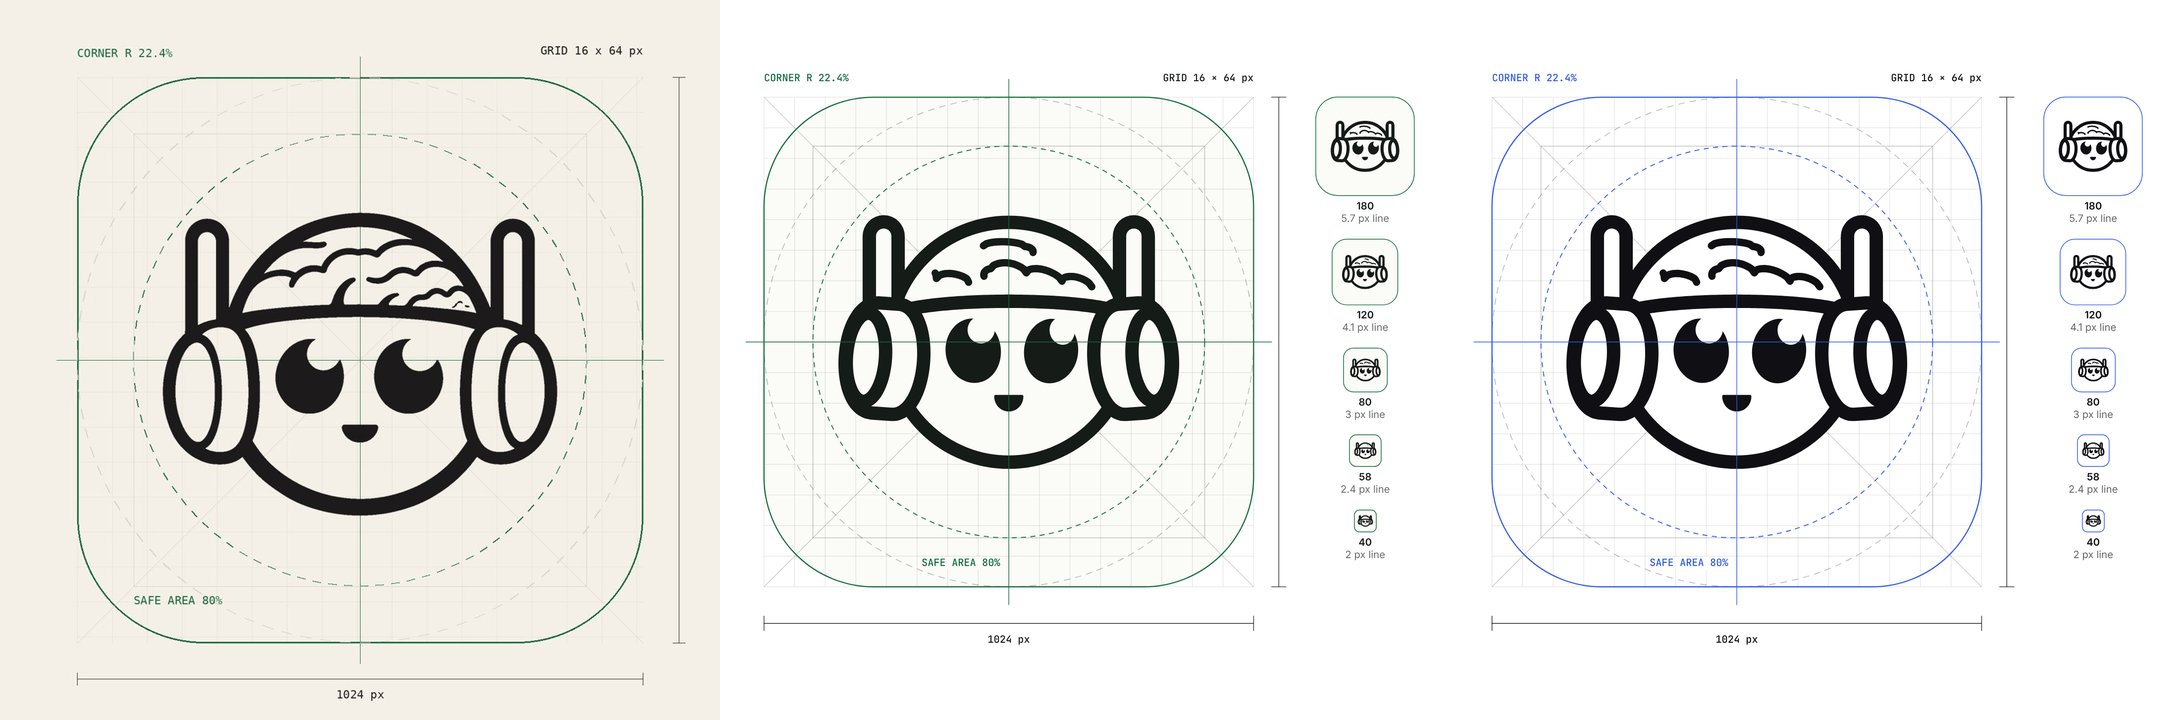 CORNER R 22.4%
GRID 16 x 64 px
SAFE AREA 80%
1024 px
CORNER R 22.4%
GRID 16 × 64 px
SAFE AREA 80%
1024 px
180
5.7 px line
120
4.1 px line
80
3 px line
58
2.4 px line
40
2 px line
CORNER R 22.4%
GRID 16 × 64 px
SAFE AREA 80%
1024 px
180
5.7 px line
120
4.1 px line
80
3 px line
58
2.4 px line
40
2 px line